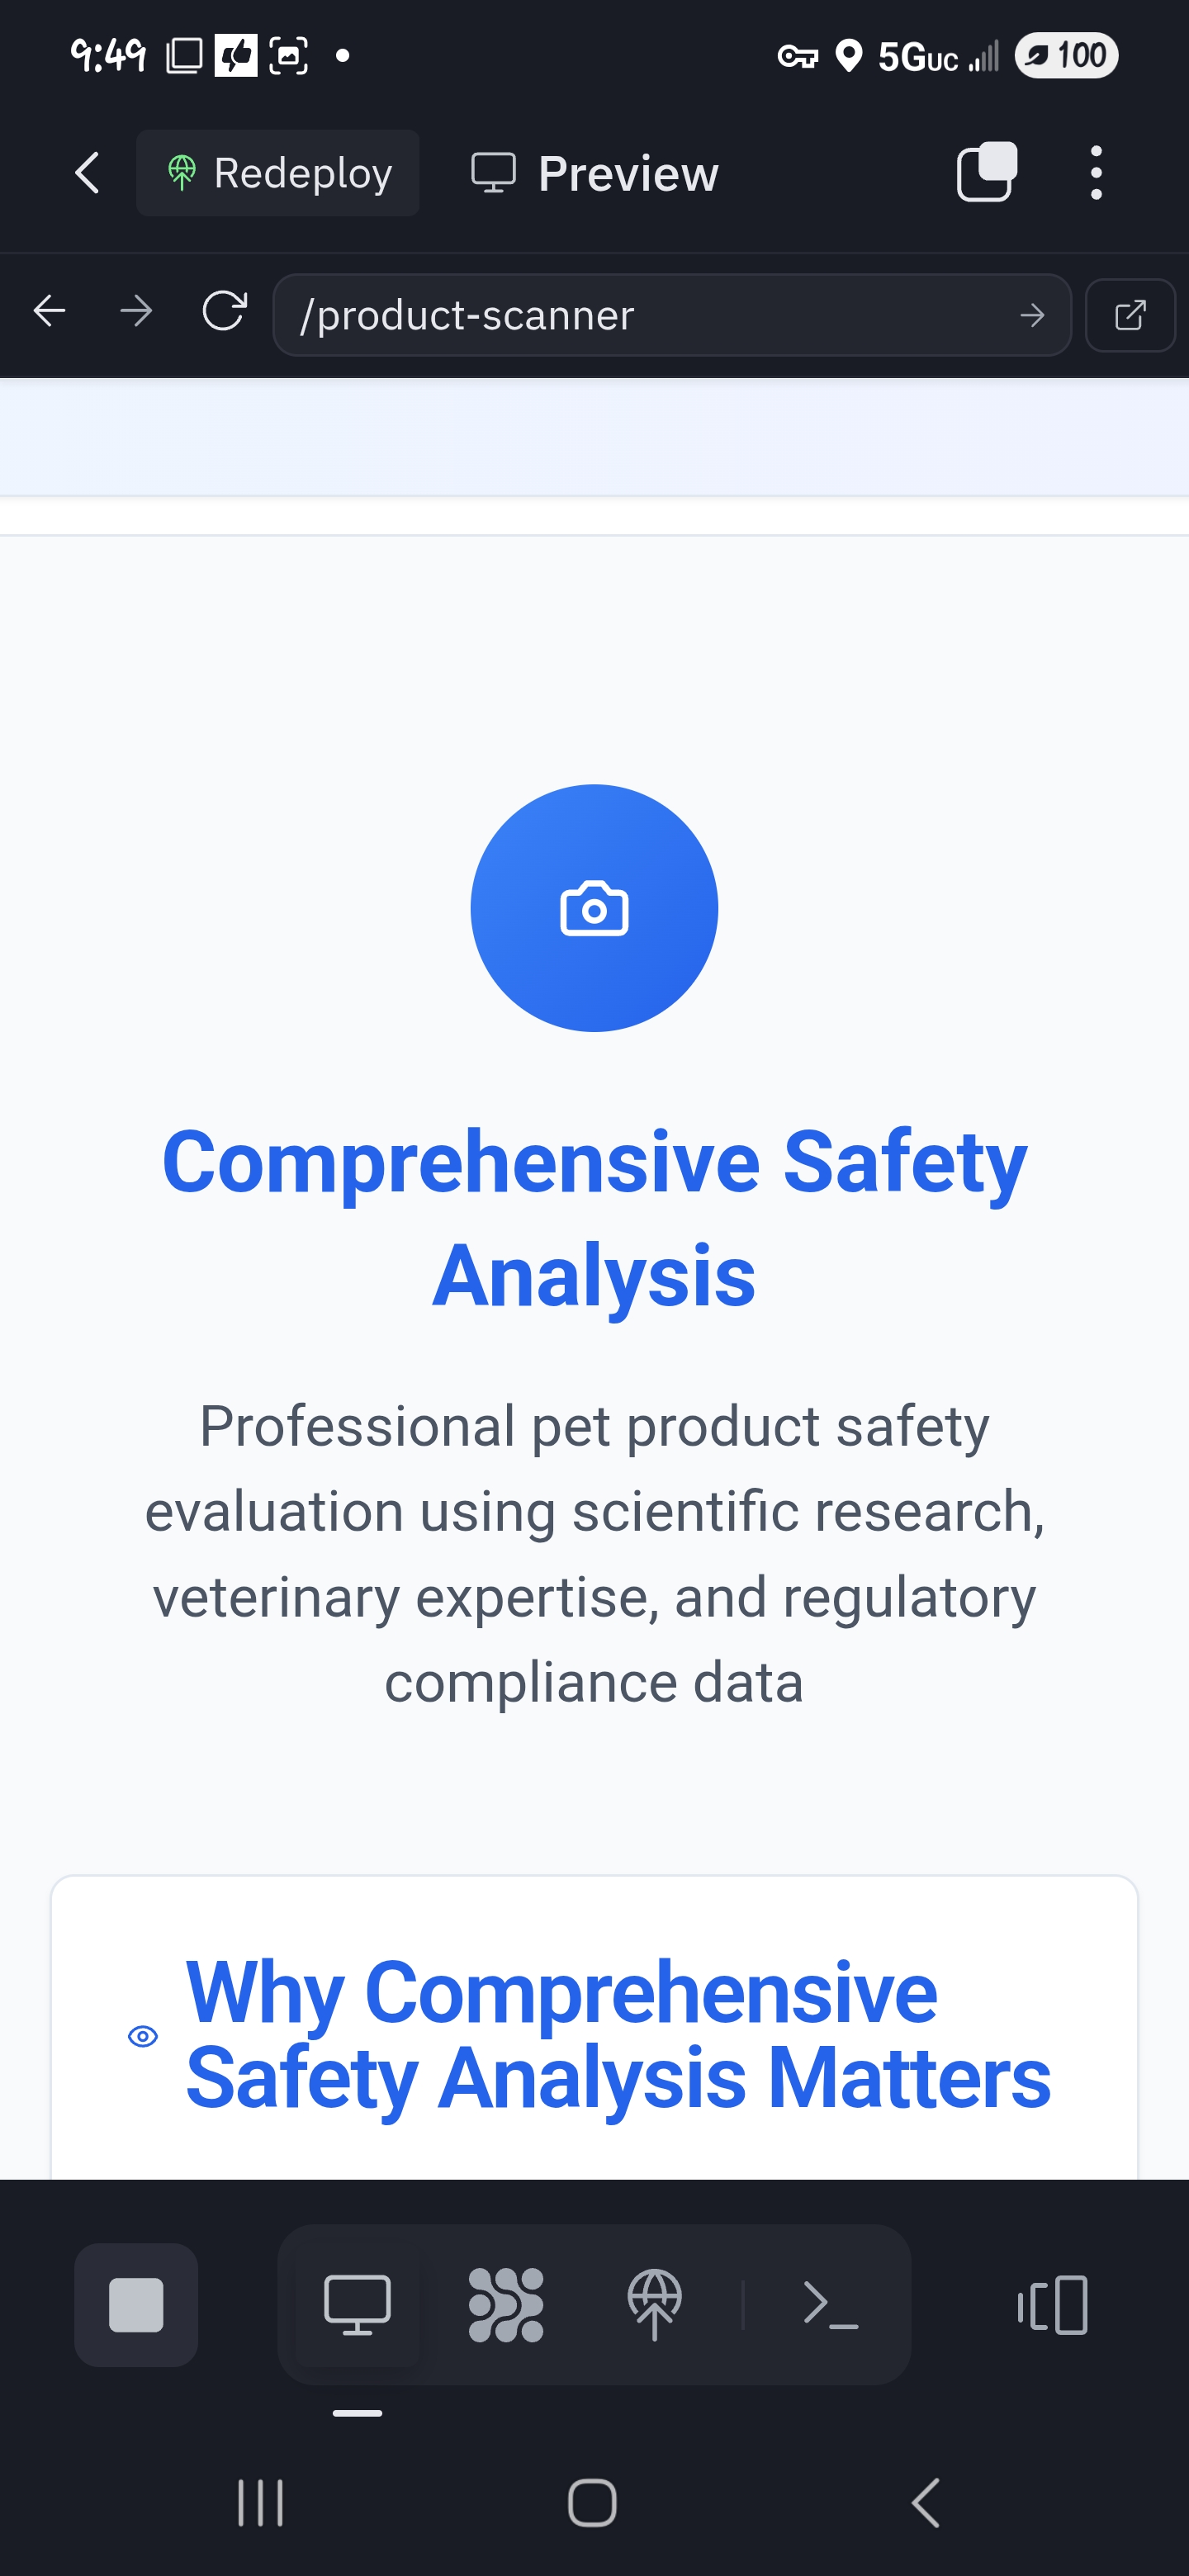 9:49
5GUC
100
Redeploy
Preview
/product-scanner
Comprehensive Safety
Analysis
Professional pet product safety
evaluation using scientific research,
veterinary expertise, and regulatory
compliance data
Why Comprehensive
Safety Analysis Matters